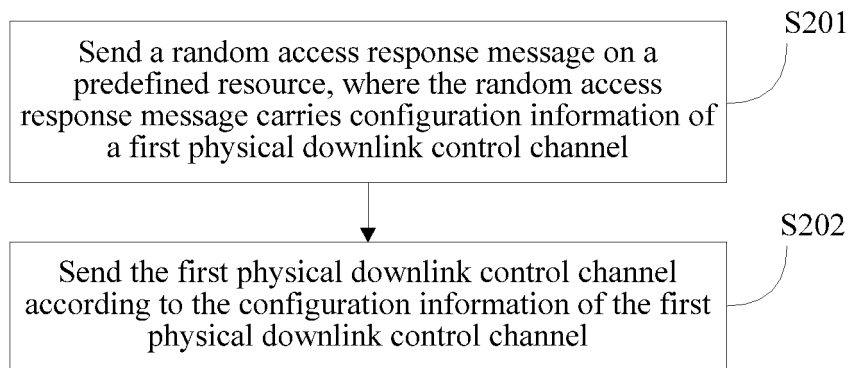 S201
Send a random access response message on a
predefined resource, where the random access
response message carries configuration information of
a first physical downlink control channel
S202
Send the first physical downlink control channel
according to the configuration information of the first
physical downlink control channel